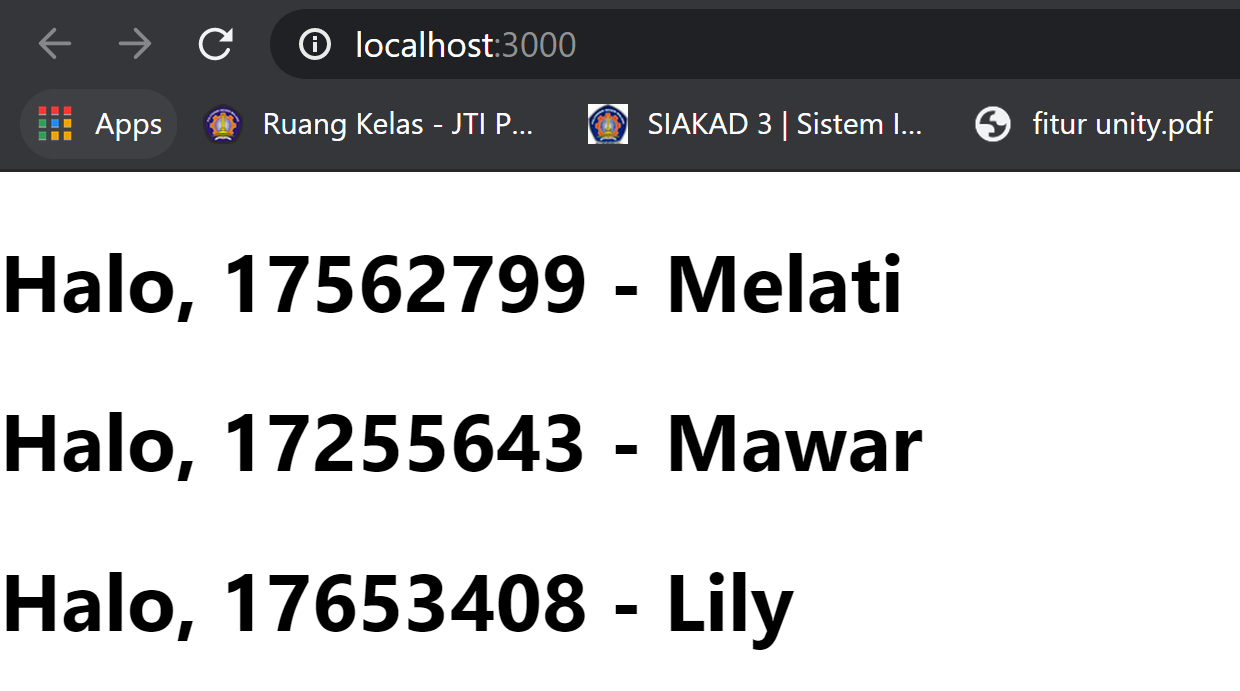 localhost:3000
Apps Ruang Kelas - JTI P... SIAKAD 3 | Sistem I... fitur unity.pdf
Halo, 17562799 - Melati
Halo, 17255643 - Mawar
Halo, 17653408 - Lily